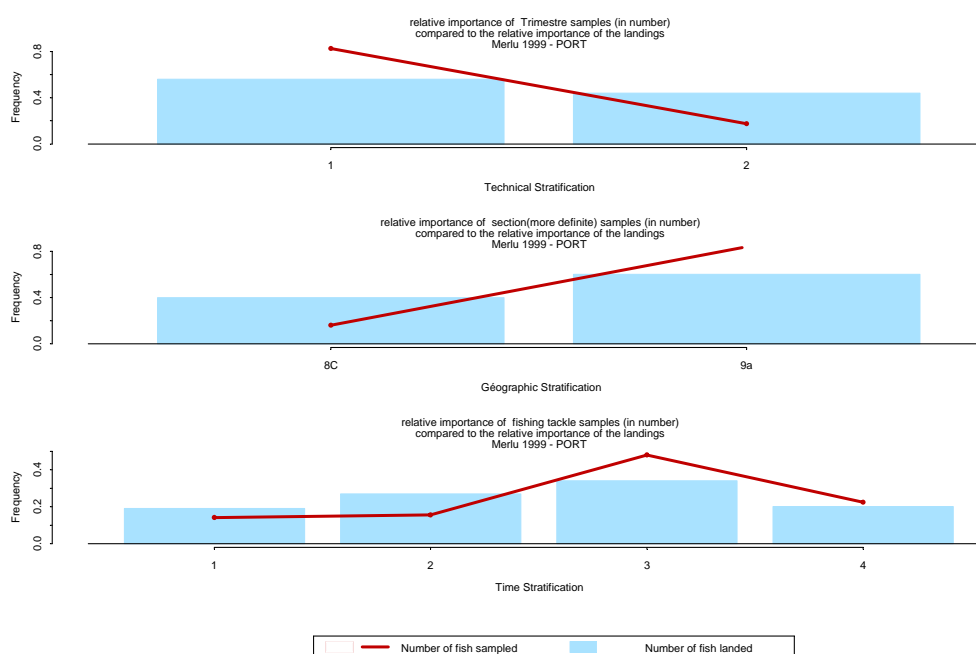 relative importance of Trimestre samples (in number)
compared to the relative importance of the landings
Merlu 1999 - PORT
Frequency
0.8
0.4
0.0
1 2
Technical Stratification
relative importance of section(more definite) samples (in number)
compared to the relative importance of the landings
Merlu 1999 - PORT
Frequency
0.8
0.4
0.0
8C 9a
Géographic Stratification
relative importance of fishing tackle samples (in number)
compared to the relative importance of the landings
Merlu 1999 - PORT
Frequency
0.4
0.2
0.0
1 2 3 4
Time Stratification
Number of fish sampled Number of fish landed